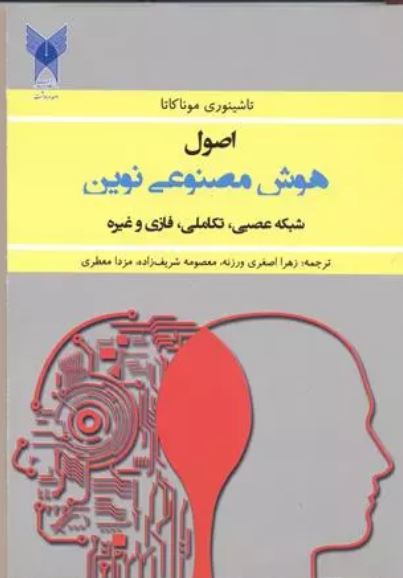 تاشینوری موناکاتا
اصول
هوش مصنوعی نوین
شبکه عصبی، تکاملی، فازی و غیره
ترجمه: زهرا اصغری ورزنه، معصومه شریف‌زاده، مزدا معطری